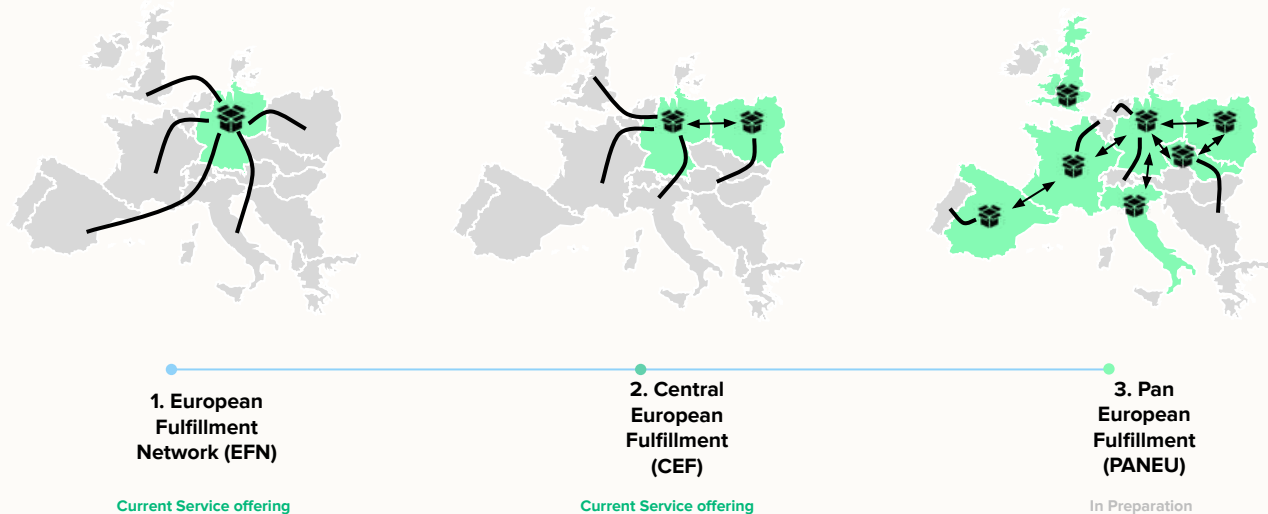 1. European
Fulfillment
Network (EFN)
Current Service offering
2. Central
European
Fulfillment
(CEF)
Current Service offering
3. Pan
European
Fulfillment
(PANEU)
In Preparation